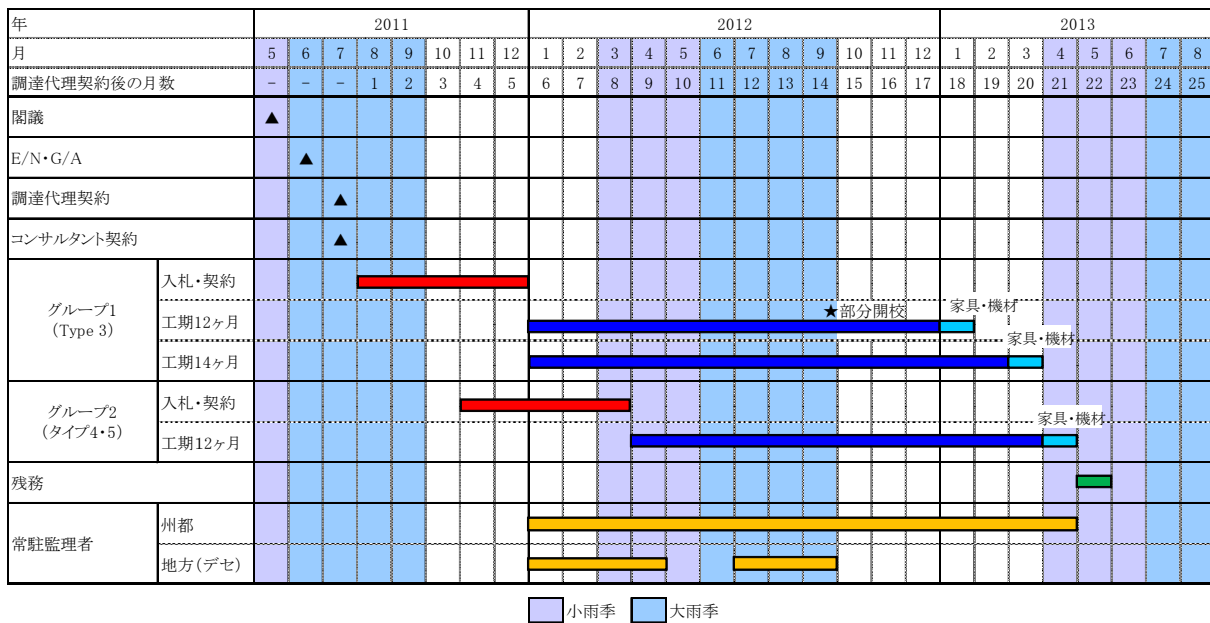 年 2011 2012 2013
月 5 6 7 8 9 10 11 12 1 2 3 4 5 6 7 8 9 10 11 12 1 2 3 4 5 6 7 8
調達代理契約後の月数 － － － 1 2 3 4 5 6 7 8 9 10 11 12 13 14 15 16 17 18 19 20 21 22 23 24 25
閣議 ▲
E/N・G/A ▲
調達代理契約 ▲
コンサルタント契約 ▲
グループ1
(Type 3)
入札・契約
工期12ヶ月 ★部分開校 家具・機材
工期14ヶ月 家具・機材
グループ2
(タイプ4・5)
入札・契約
工期12ヶ月 家具・機材
残務
常駐監理者
州都
地方(デセ)
小雨季 大雨季